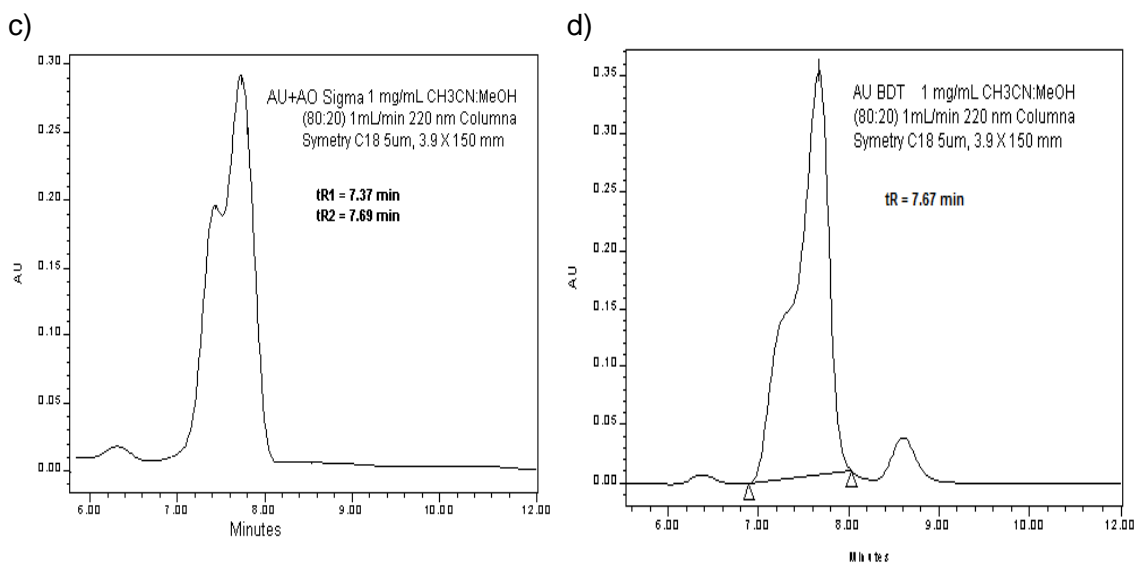 c)
0.30
0.25
0.20
0.15
0.10
0.05
0.00
AU
AU+AO Sigma 1 mg/mL CH3CN:MeOH
(80:20) 1mL/min 220 nm Columna
Symetry C18 5um, 3.9 X 150 mm
tR1 = 7.37 min
tR2 = 7.69 min
6.00 7.00 8.00 9.00 10.00 12.00
Minutes
d)
0.35
0.30
0.25
0.20
0.15
0.10
0.05
0.00
AU
AU BDT 1 mg/mL CH3CN:MeOH
(80:20) 1mL/min 220 nm Columna
Symetry C18 5um, 3.9 X 150 mm
tR = 7.67 min
6.00 7.00 8.00 9.00 10.00 12.00
Minutes